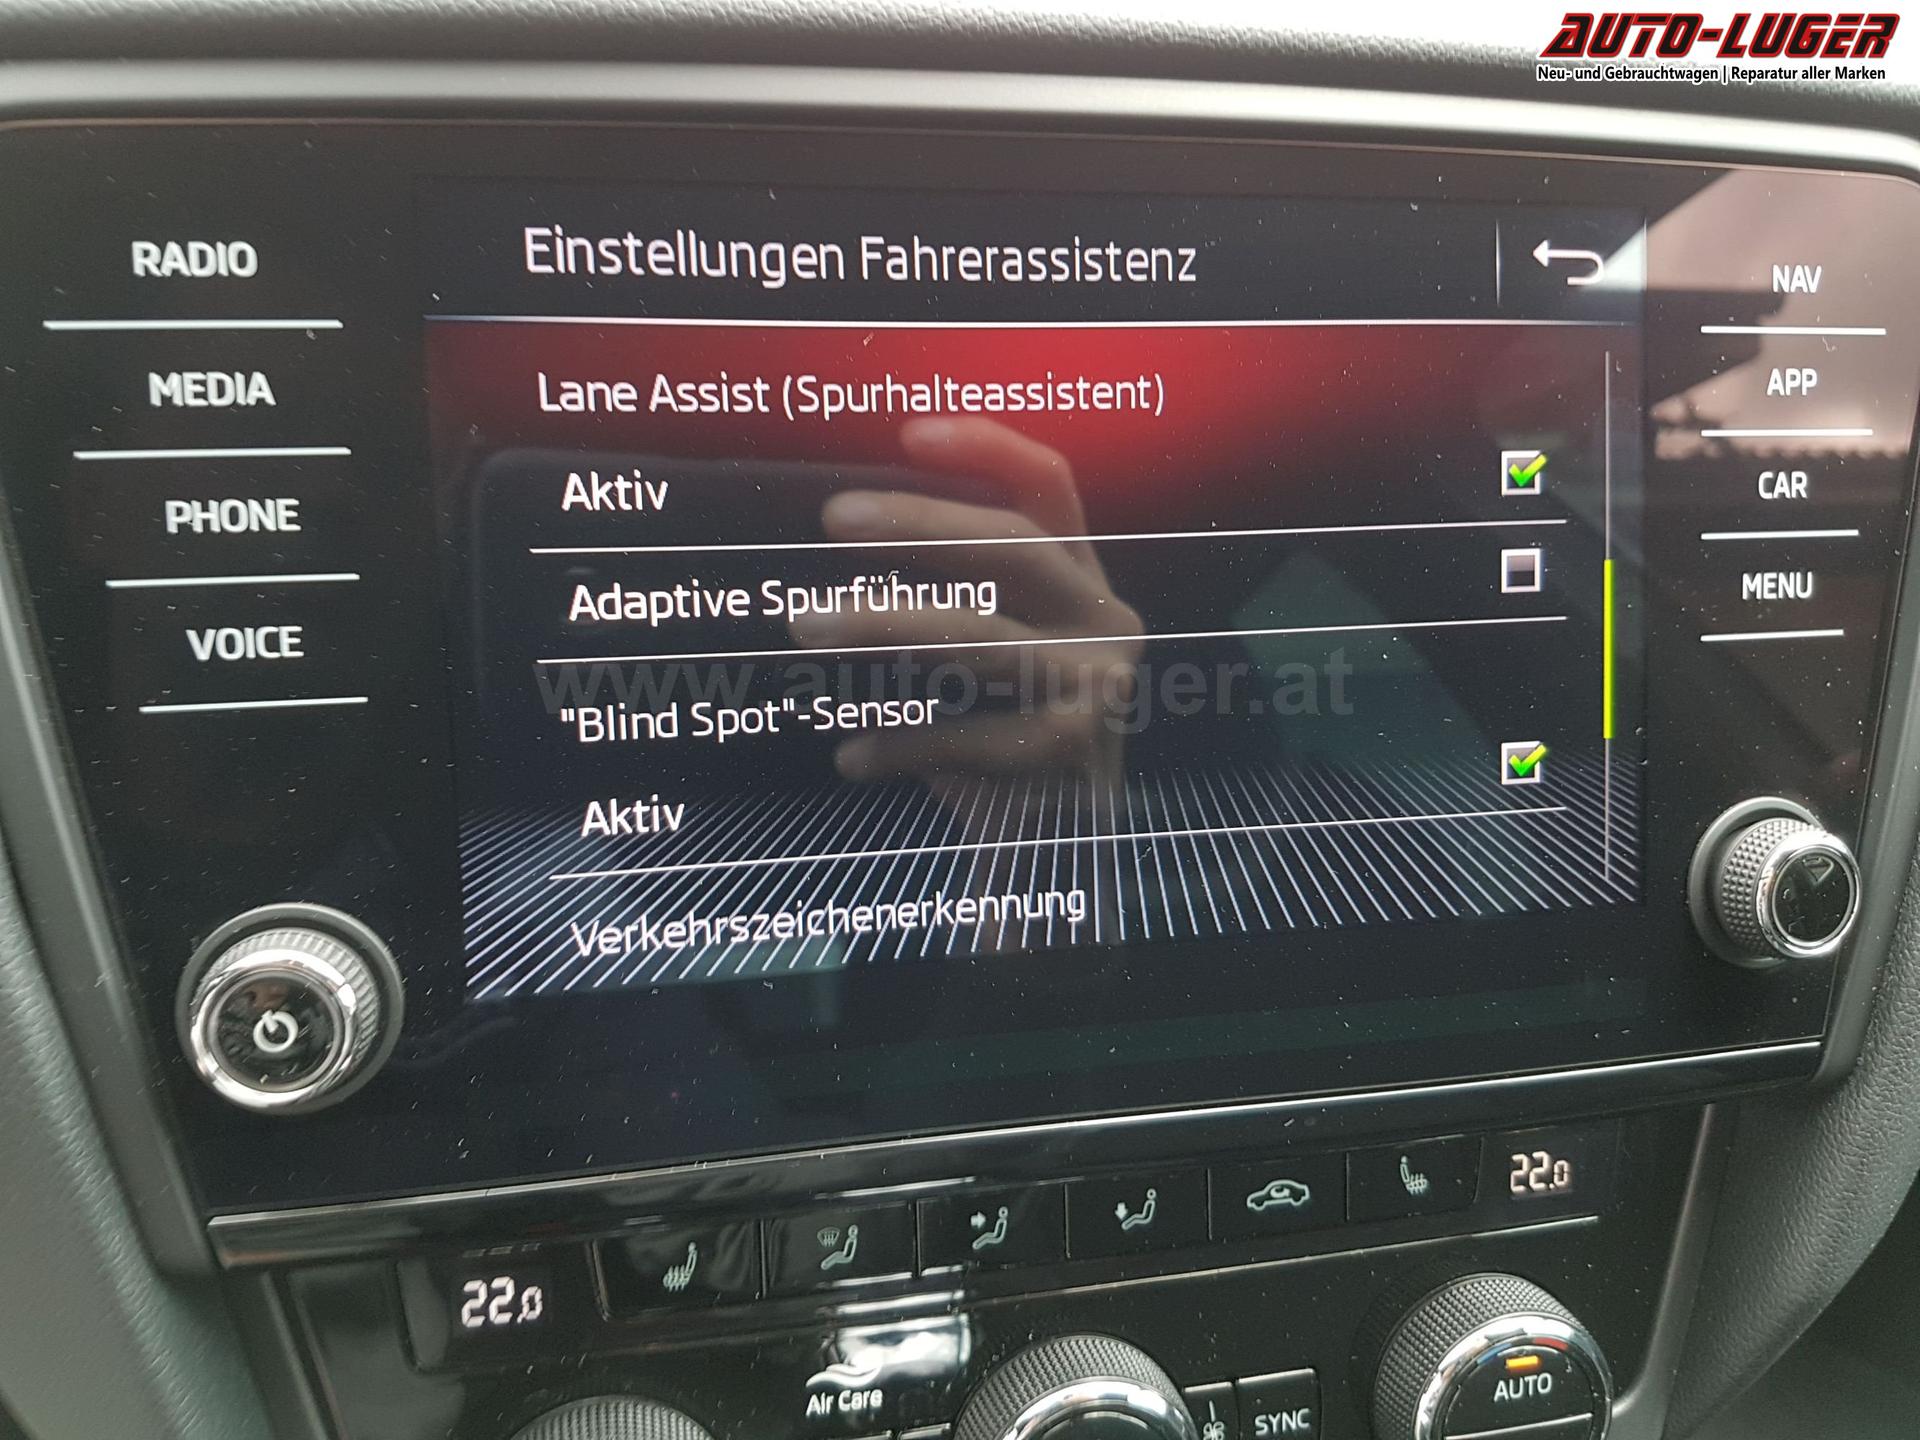 AUTO-LUGER
Neu- und Gebrauchtwagen | Reparatur aller Marken
RADIO
MEDIA
PHONE
VOICE
Einstellungen Fahrerassistenz
Lane Assist (Spurhalteassistent)
Aktiv
Adaptive Spurführung
www.auto-luger.at
"Blind Spot"-Sensor
Aktiv
Verkehrszeichenerkennung
NAV
APP
CAR
MENU
22.0
22.0
Air Care
SYNC
AUTO